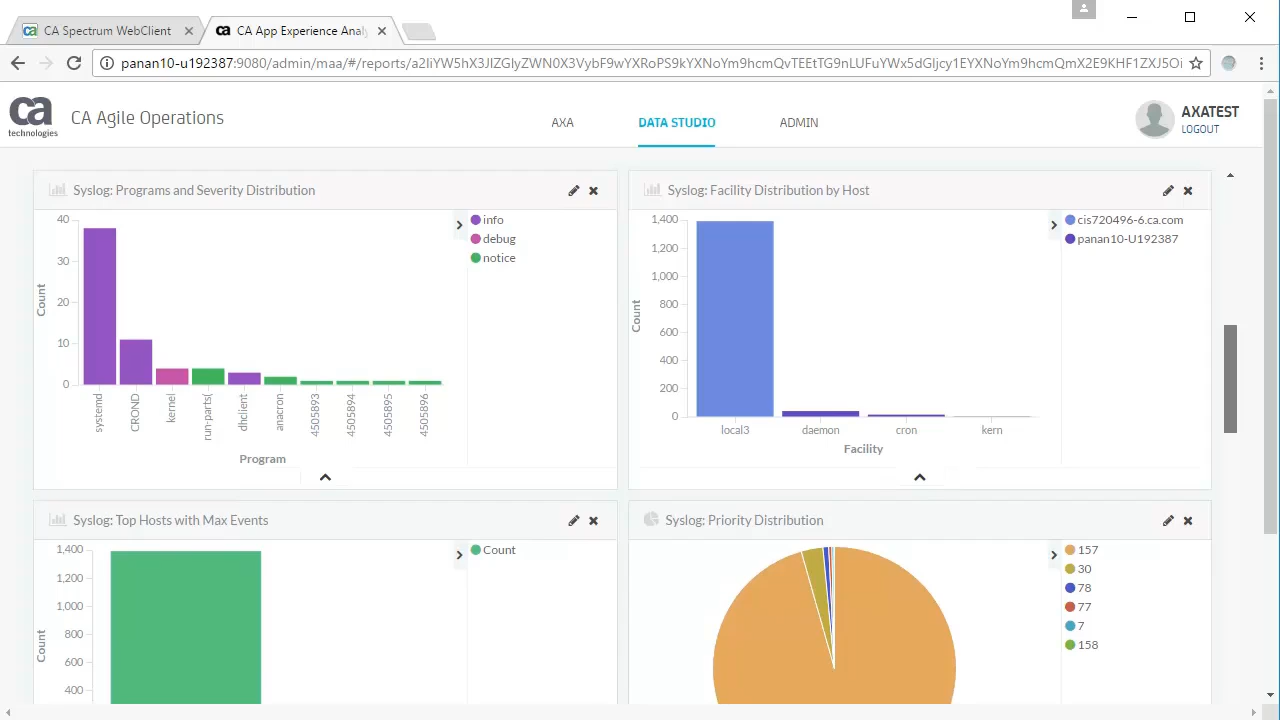 CA Spectrum WebClient
CA App Experience Analy
panan10-u192387:9080/admin/maa/#/reports/
ca
technologies
CA Agile Operations
AXA
DATA STUDIO
ADMIN
AXATEST
LOGOUT
Syslog: Programs and Severity Distribution
40
30
20
10
0
Count
systemd
CROND
kernel
run-parts(
dhclient
anacron
4505893
4505894
4505895
4505896
Program
info
debug
notice
Syslog: Facility Distribution by Host
1,400
1,200
1,000
800
600
400
200
0
Count
local3
daemon
cron
kern
Facility
cis720496-6.ca.com
panan10-U192387
Syslog: Top Hosts with Max Events
1,400
1,200
1,000
800
600
400
Count
Count
Syslog: Priority Distribution
157
30
78
77
7
158